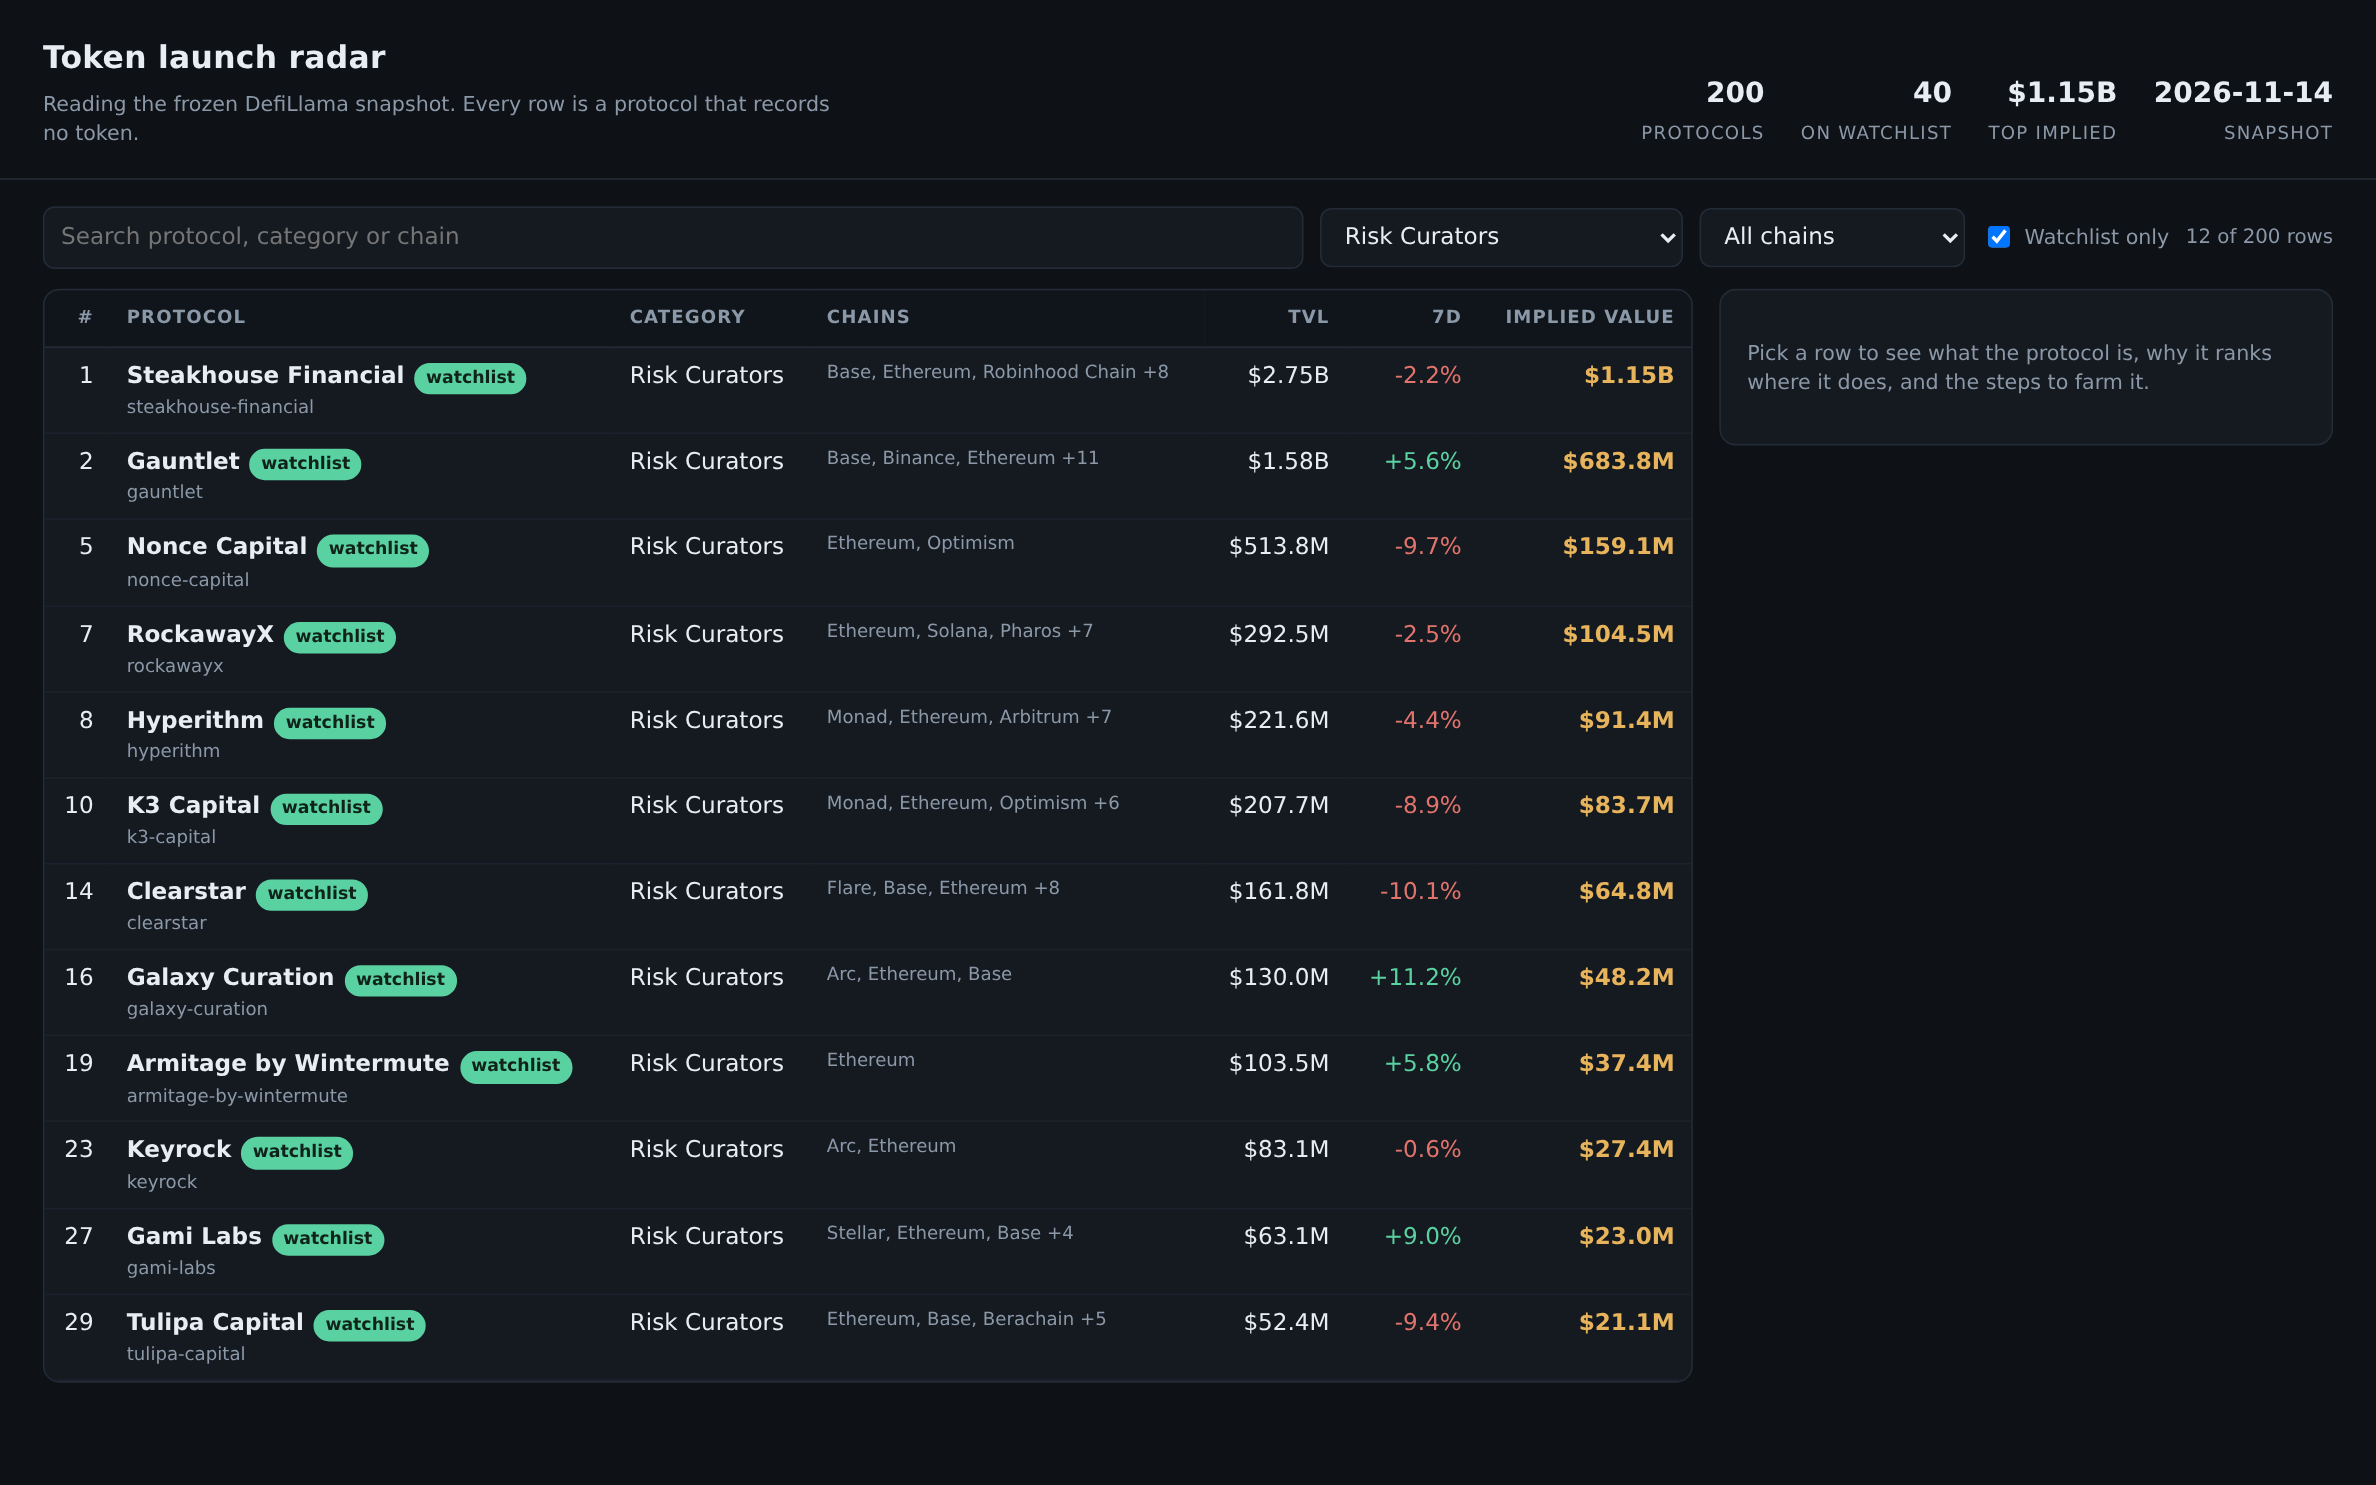 Token launch radar
Reading the frozen DefiLlama snapshot. Every row is a protocol that records
no token.
200 40 $1.15B 2026-11-14
PROTOCOLS ON WATCHLIST TOP IMPLIED SNAPSHOT
Search protocol, category or chain Risk Curators All chains Watchlist only 12 of 200 rows
# PROTOCOL CATEGORY CHAINS TVL 7D IMPLIED VALUE
1 Steakhouse Financial watchlist Risk Curators Base, Ethereum, Robinhood Chain +8 $2.75B -2.2% $1.15B
steakhouse-financial
2 Gauntlet watchlist Risk Curators Base, Binance, Ethereum +11 $1.58B +5.6% $683.8M
gauntlet
5 Nonce Capital watchlist Risk Curators Ethereum, Optimism $513.8M -9.7% $159.1M
nonce-capital
7 RockawayX watchlist Risk Curators Ethereum, Solana, Pharos +7 $292.5M -2.5% $104.5M
rockawayx
8 Hyperithm watchlist Risk Curators Monad, Ethereum, Arbitrum +7 $221.6M -4.4% $91.4M
hyperithm
10 K3 Capital watchlist Risk Curators Monad, Ethereum, Optimism +6 $207.7M -8.9% $83.7M
k3-capital
14 Clearstar watchlist Risk Curators Flare, Base, Ethereum +8 $161.8M -10.1% $64.8M
clearstar
16 Galaxy Curation watchlist Risk Curators Arc, Ethereum, Base $130.0M +11.2% $48.2M
galaxy-curation
19 Armitage by Wintermute watchlist Risk Curators Ethereum $103.5M +5.8% $37.4M
armitage-by-wintermute
23 Keyrock watchlist Risk Curators Arc, Ethereum $83.1M -0.6% $27.4M
keyrock
27 Gami Labs watchlist Risk Curators Stellar, Ethereum, Base +4 $63.1M +9.0% $23.0M
gami-labs
29 Tulipa Capital watchlist Risk Curators Ethereum, Base, Berachain +5 $52.4M -9.4% $21.1M
tulipa-capital
Pick a row to see what the protocol is, why it ranks
where it does, and the steps to farm it.